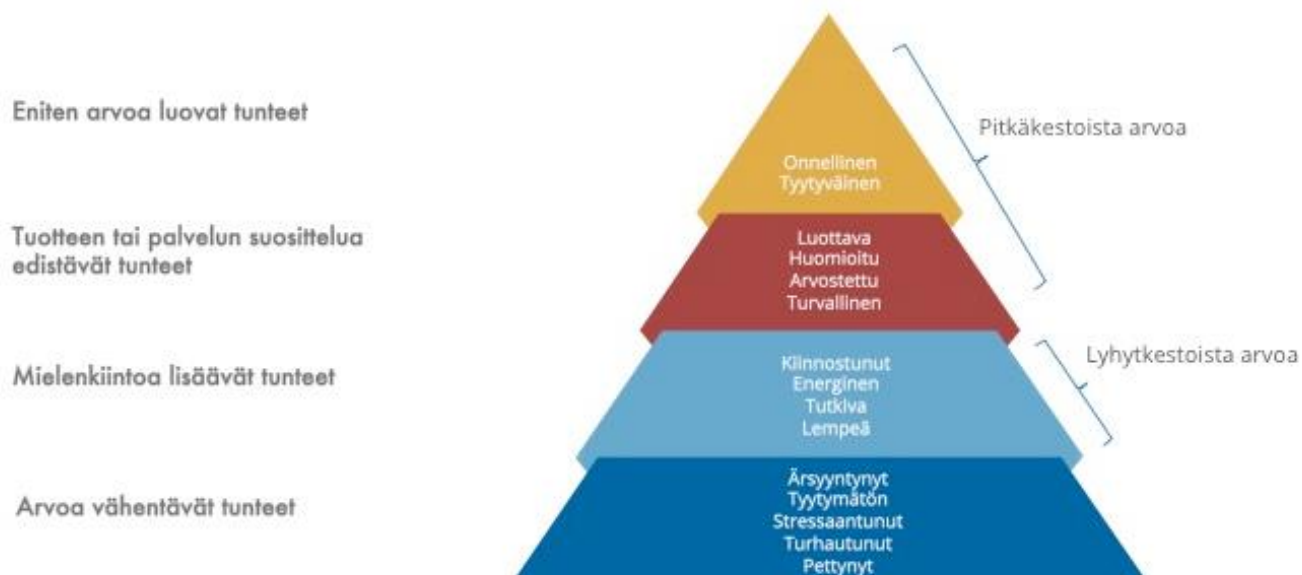 Eniten arvoa luovat tunteet
Onnellinen
Tyytyväinen
Pitkäkestoista arvoa
Tuotteen tai palvelun suosittelua
edistävät tunteet
Luottava
Huomioitu
Arvostettu
Turvallinen
Mielenkiintoa lisäävät tunteet
Kiinnostunut
Energinen
Tutkiva
Lempeä
Lyhytkestoista arvoa
Arvoa vähentävät tunteet
Ärsyyntynyt
Tyytymätön
Stressaantunut
Turhautunut
Pettynyt